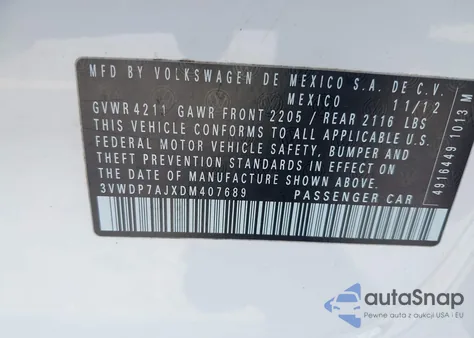 MFD BY VOLKSWAGEN DE MEXICO S.A. DE C.V.
MEXICO 11/12
GVWR 4211 GAWR FRONT 2205 / REAR 2116 LBS
THIS VEHICLE CONFORMS TO ALL APPLICABLE U.S.
FEDERAL MOTOR VEHICLE SAFETY, BUMPER AND
THEFT PREVENTION STANDARDS IN EFFECT ON
THE DATE OF MANUFACTURE SHOWN ABOVE.
3VWDP7AJXDM407689 PASSENGER CAR
4916449 1013 M
autoSnap
Pewne auta z aukcji USA i EU